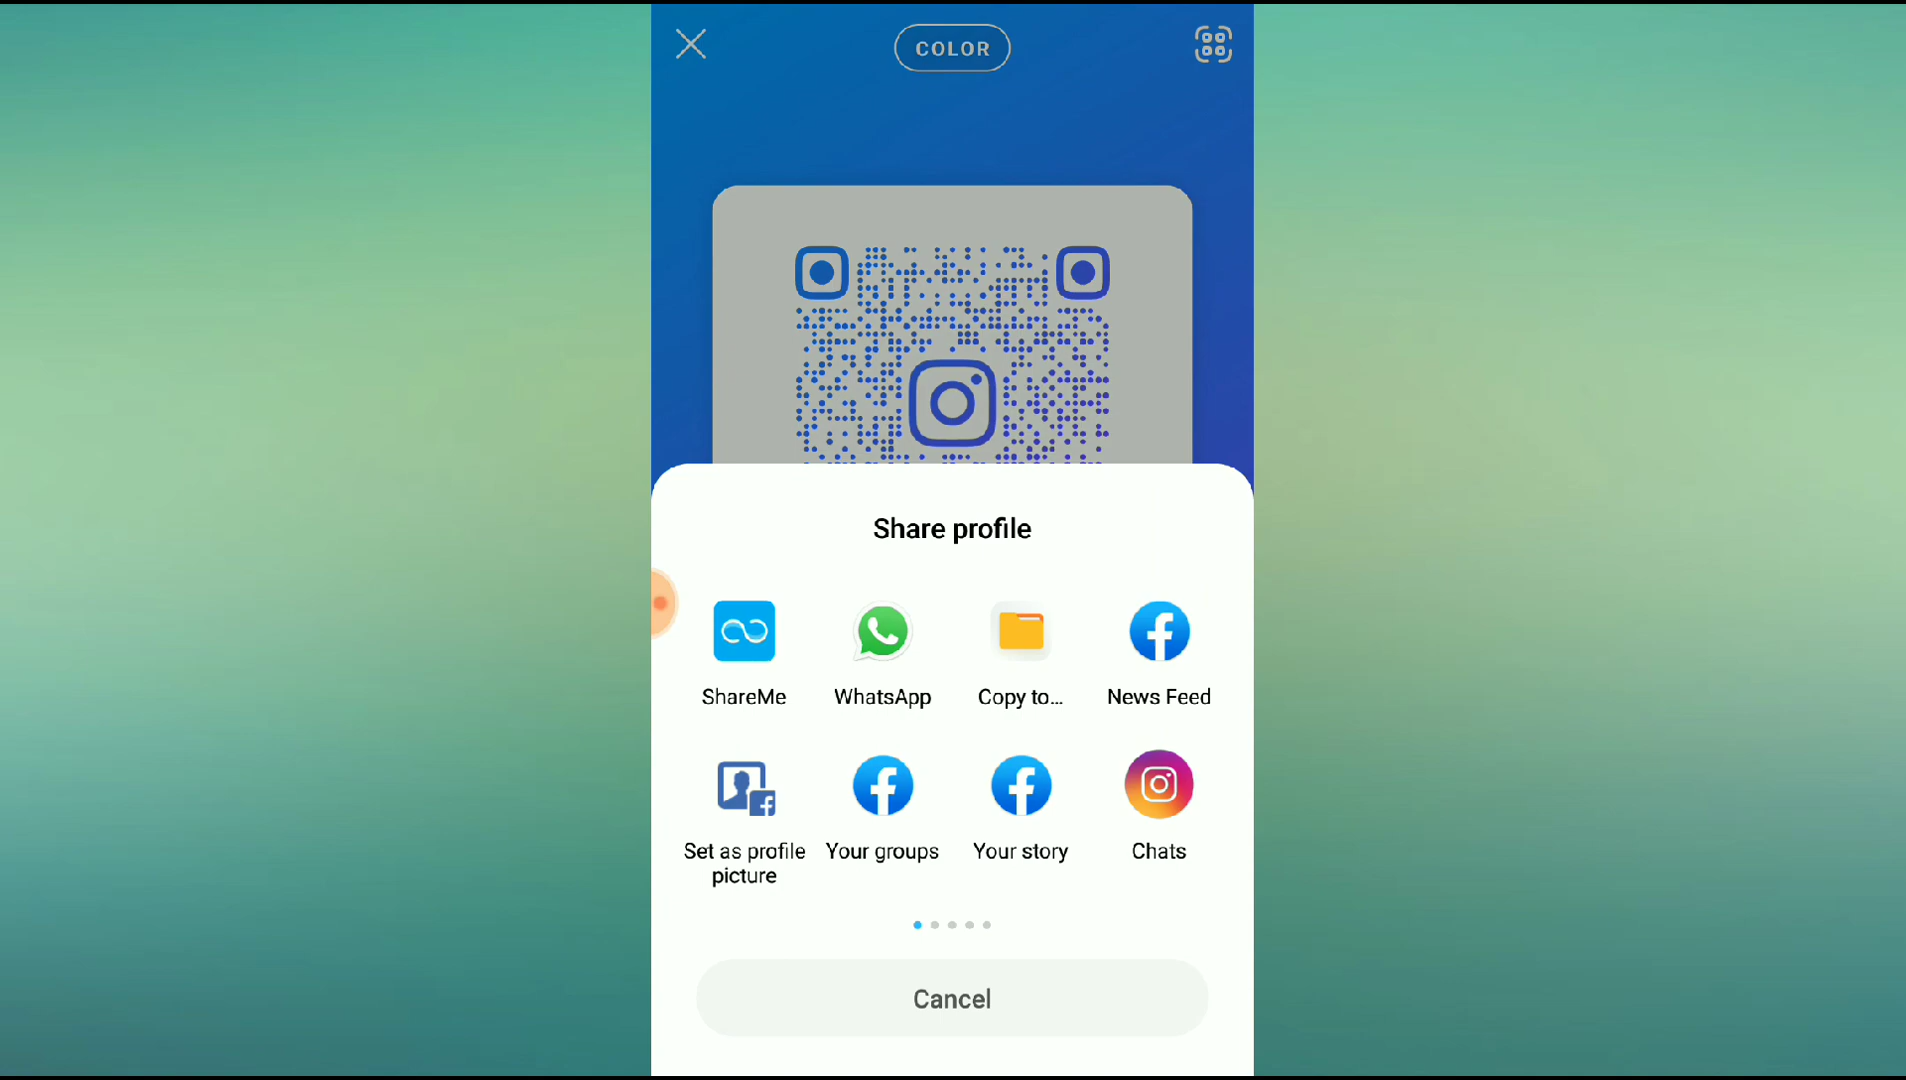 COLOR
Share profile
ShareMe
WhatsApp
Copy to...
News Feed
Set as profile
picture
Your groups
Your story
Chats
Cancel